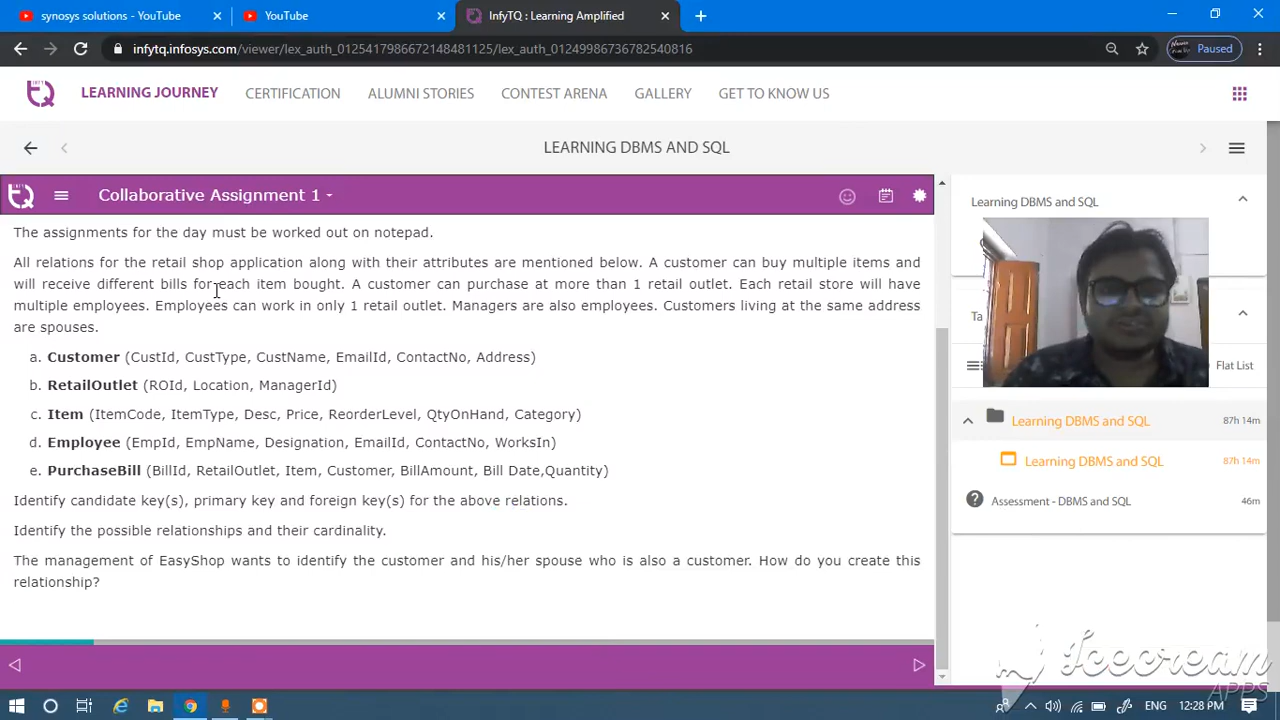 synosys solutions - YouTube
YouTube
InfyTQ : Learning Amplified
infytq.infosys.com/viewer/lex_auth_0125417986672148481125/lex_auth_01249986736782540816
Paused
LEARNING JOURNEY
CERTIFICATION
ALUMNI STORIES
CONTEST ARENA
GALLERY
GET TO KNOW US
LEARNING DBMS AND SQL
Collaborative Assignment 1
The assignments for the day must be worked out on notepad.
All relations for the retail shop application along with their attributes are mentioned below. A customer can buy multiple items and
will receive different bills for each item bought. A customer can purchase at more than 1 retail outlet. Each retail store will have
multiple employees. Employees can work in only 1 retail outlet. Managers are also employees. Customers living at the same address
are spouses.
a. Customer (CustId, CustType, CustName, EmailId, ContactNo, Address)
b. RetailOutlet (ROId, Location, ManagerId)
c. Item (ItemCode, ItemType, Desc, Price, ReorderLevel, QtyOnHand, Category)
d. Employee (EmpId, EmpName, Designation, EmailId, ContactNo, WorksIn)
e. PurchaseBill (BillId, RetailOutlet, Item, Customer, BillAmount, Bill Date,Quantity)
Identify candidate key(s), primary key and foreign key(s) for the above relations.
Identify the possible relationships and their cardinality.
The management of EasyShop wants to identify the customer and his/her spouse who is also a customer. How do you create this
relationship?
Learning DBMS and SQL
Ta
Flat List
Learning DBMS and SQL
87h 14m
Learning DBMS and SQL
87h 14m
Assessment - DBMS and SQL
46m
Icecream
APPS
ENG
12:28 PM